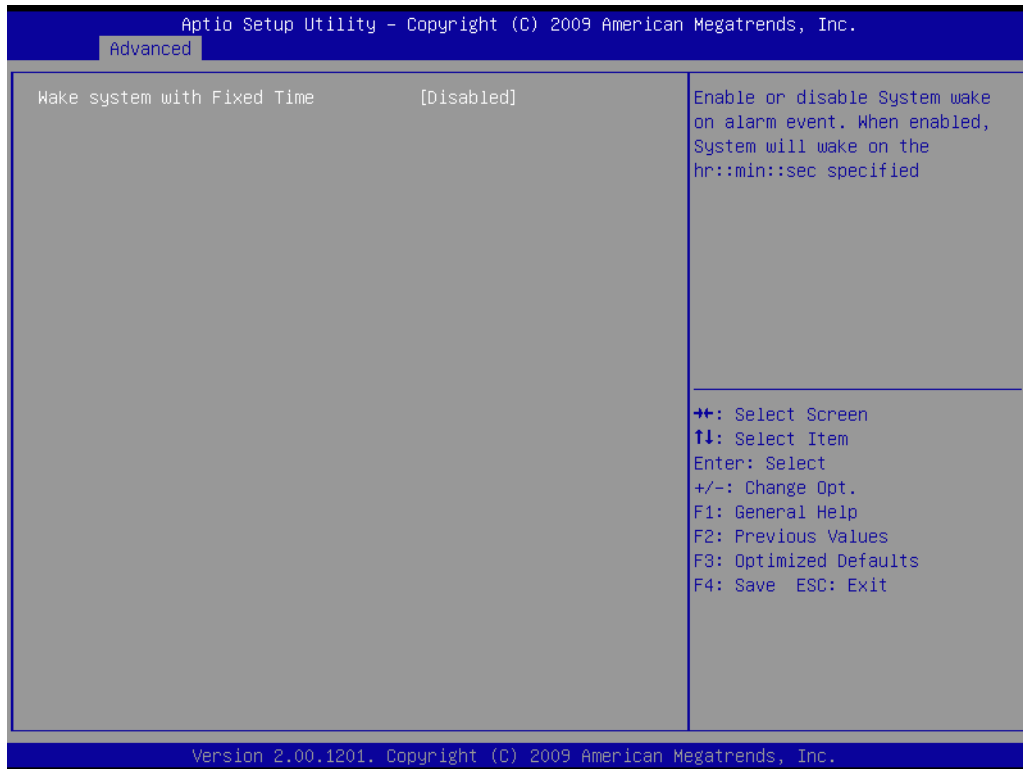 Aptio Setup Utility – Copyright (C) 2009 American Megatrends, Inc.
Advanced
Wake system with Fixed Time [Disabled]
Enable or disable System wake
on alarm event. When enabled,
System will wake on the
hr::min::sec specified
→←: Select Screen
↑↓: Select Item
Enter: Select
+/-: Change Opt.
F1: General Help
F2: Previous Values
F3: Optimized Defaults
F4: Save ESC: Exit
Version 2.00.1201. Copyright (C) 2009 American Megatrends, Inc.